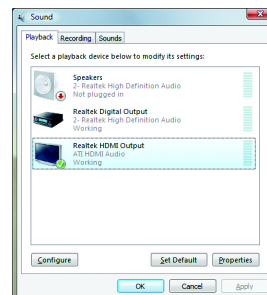 Sound
Playback Recording Sounds
Select a playback device below to modify its settings:
Speakers
2- Realtek High Definition Audio
Not plugged in
Realtek Digital Output
2- Realtek High Definition Audio
Working
Realtek HDMI Output
ATI HDMI Audio
Working
Configure Set Default Properties
OK Cancel Apply